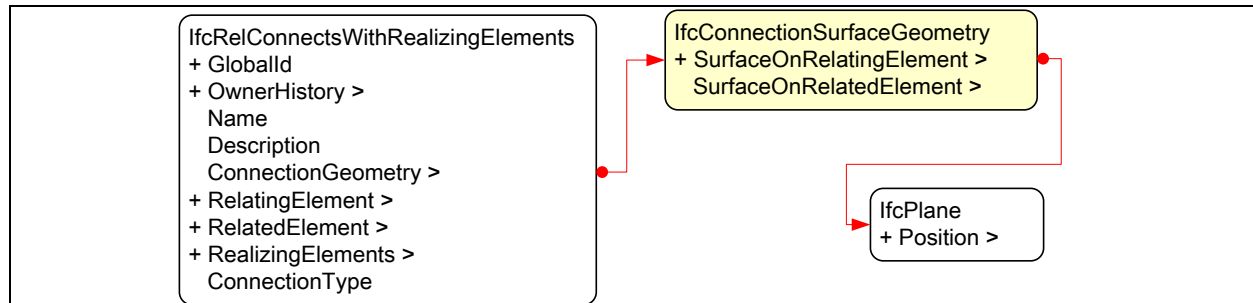 IfcRelConnectsWithRealizingElements
+ GlobalId
+ OwnerHistory >
Name
Description
ConnectionGeometry >
+ RelatingElement >
+ RelatedElement >
+ RealizingElements >
ConnectionType
IfcConnectionSurfaceGeometry
+ SurfaceOnRelatingElement >
SurfaceOnRelatedElement >
IfcPlane
+ Position >